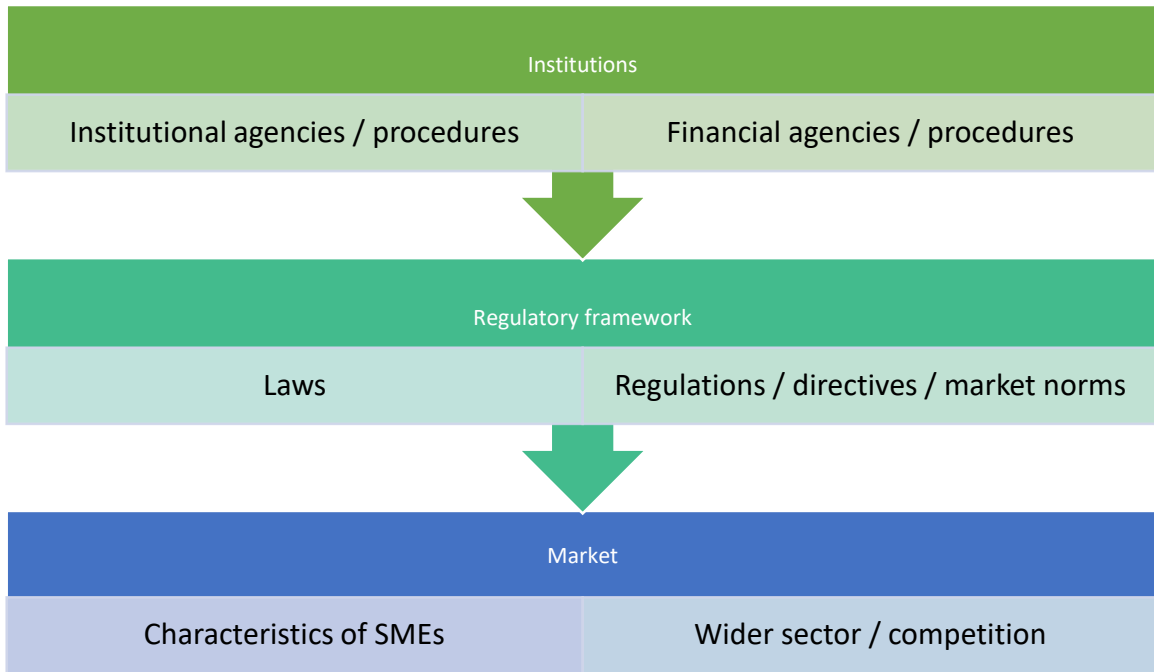 Institutions
Institutional agencies / procedures
Financial agencies / procedures
Regulatory framework
Laws
Regulations / directives / market norms
Market
Characteristics of SMEs
Wider sector / competition